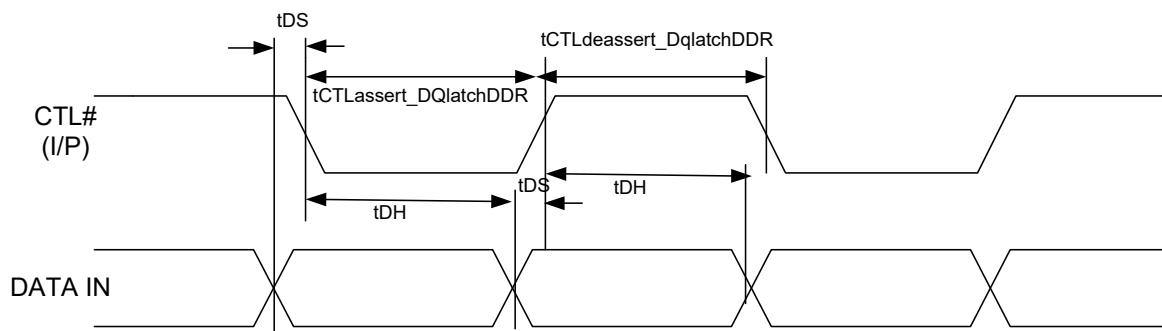 tDS
tCTLdeassert_DqlatchDDR
tCTLassert_DQlatchDDR
CTL#
(I/P)
tDS
tDH
tDH
DATA IN